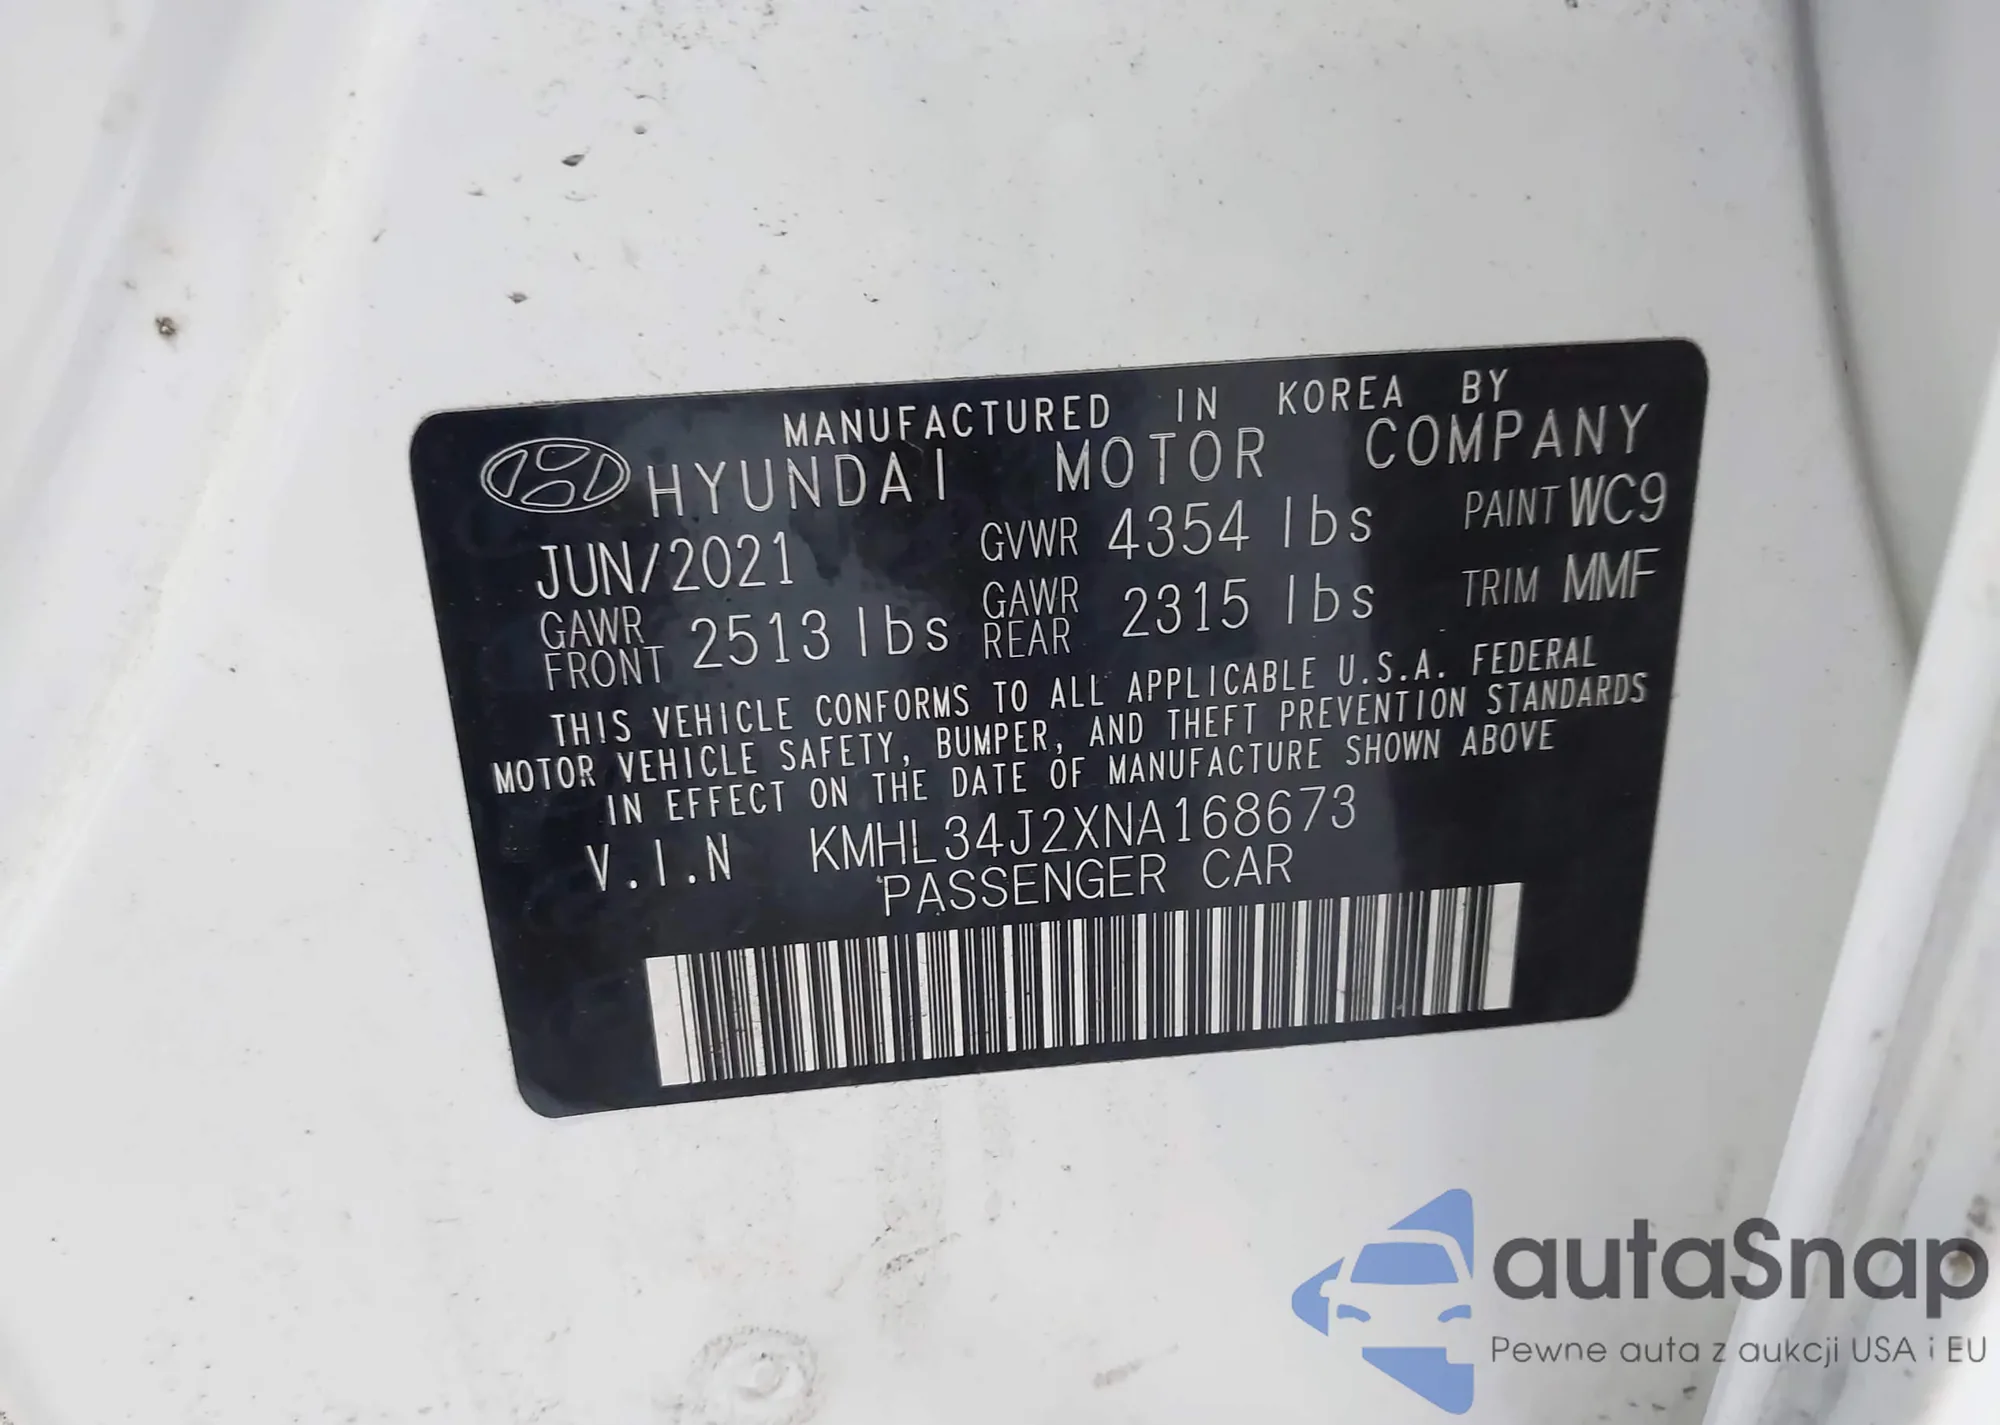 MANUFACTURED IN KOREA BY
HYUNDAI MOTOR COMPANY
JUN/2021 GVWR 4354 lbs PAINT WC9
GAWR FRONT 2513 lbs GAWR REAR 2315 lbs TRIM MMF
THIS VEHICLE CONFORMS TO ALL APPLICABLE U.S.A. FEDERAL
MOTOR VEHICLE SAFETY, BUMPER, AND THEFT PREVENTION STANDARDS
IN EFFECT ON THE DATE OF MANUFACTURE SHOWN ABOVE
V.I.N KMHL34J2XNA168673
PASSENGER CAR
autaSnap
Pewne auta z aukcji USA i EU